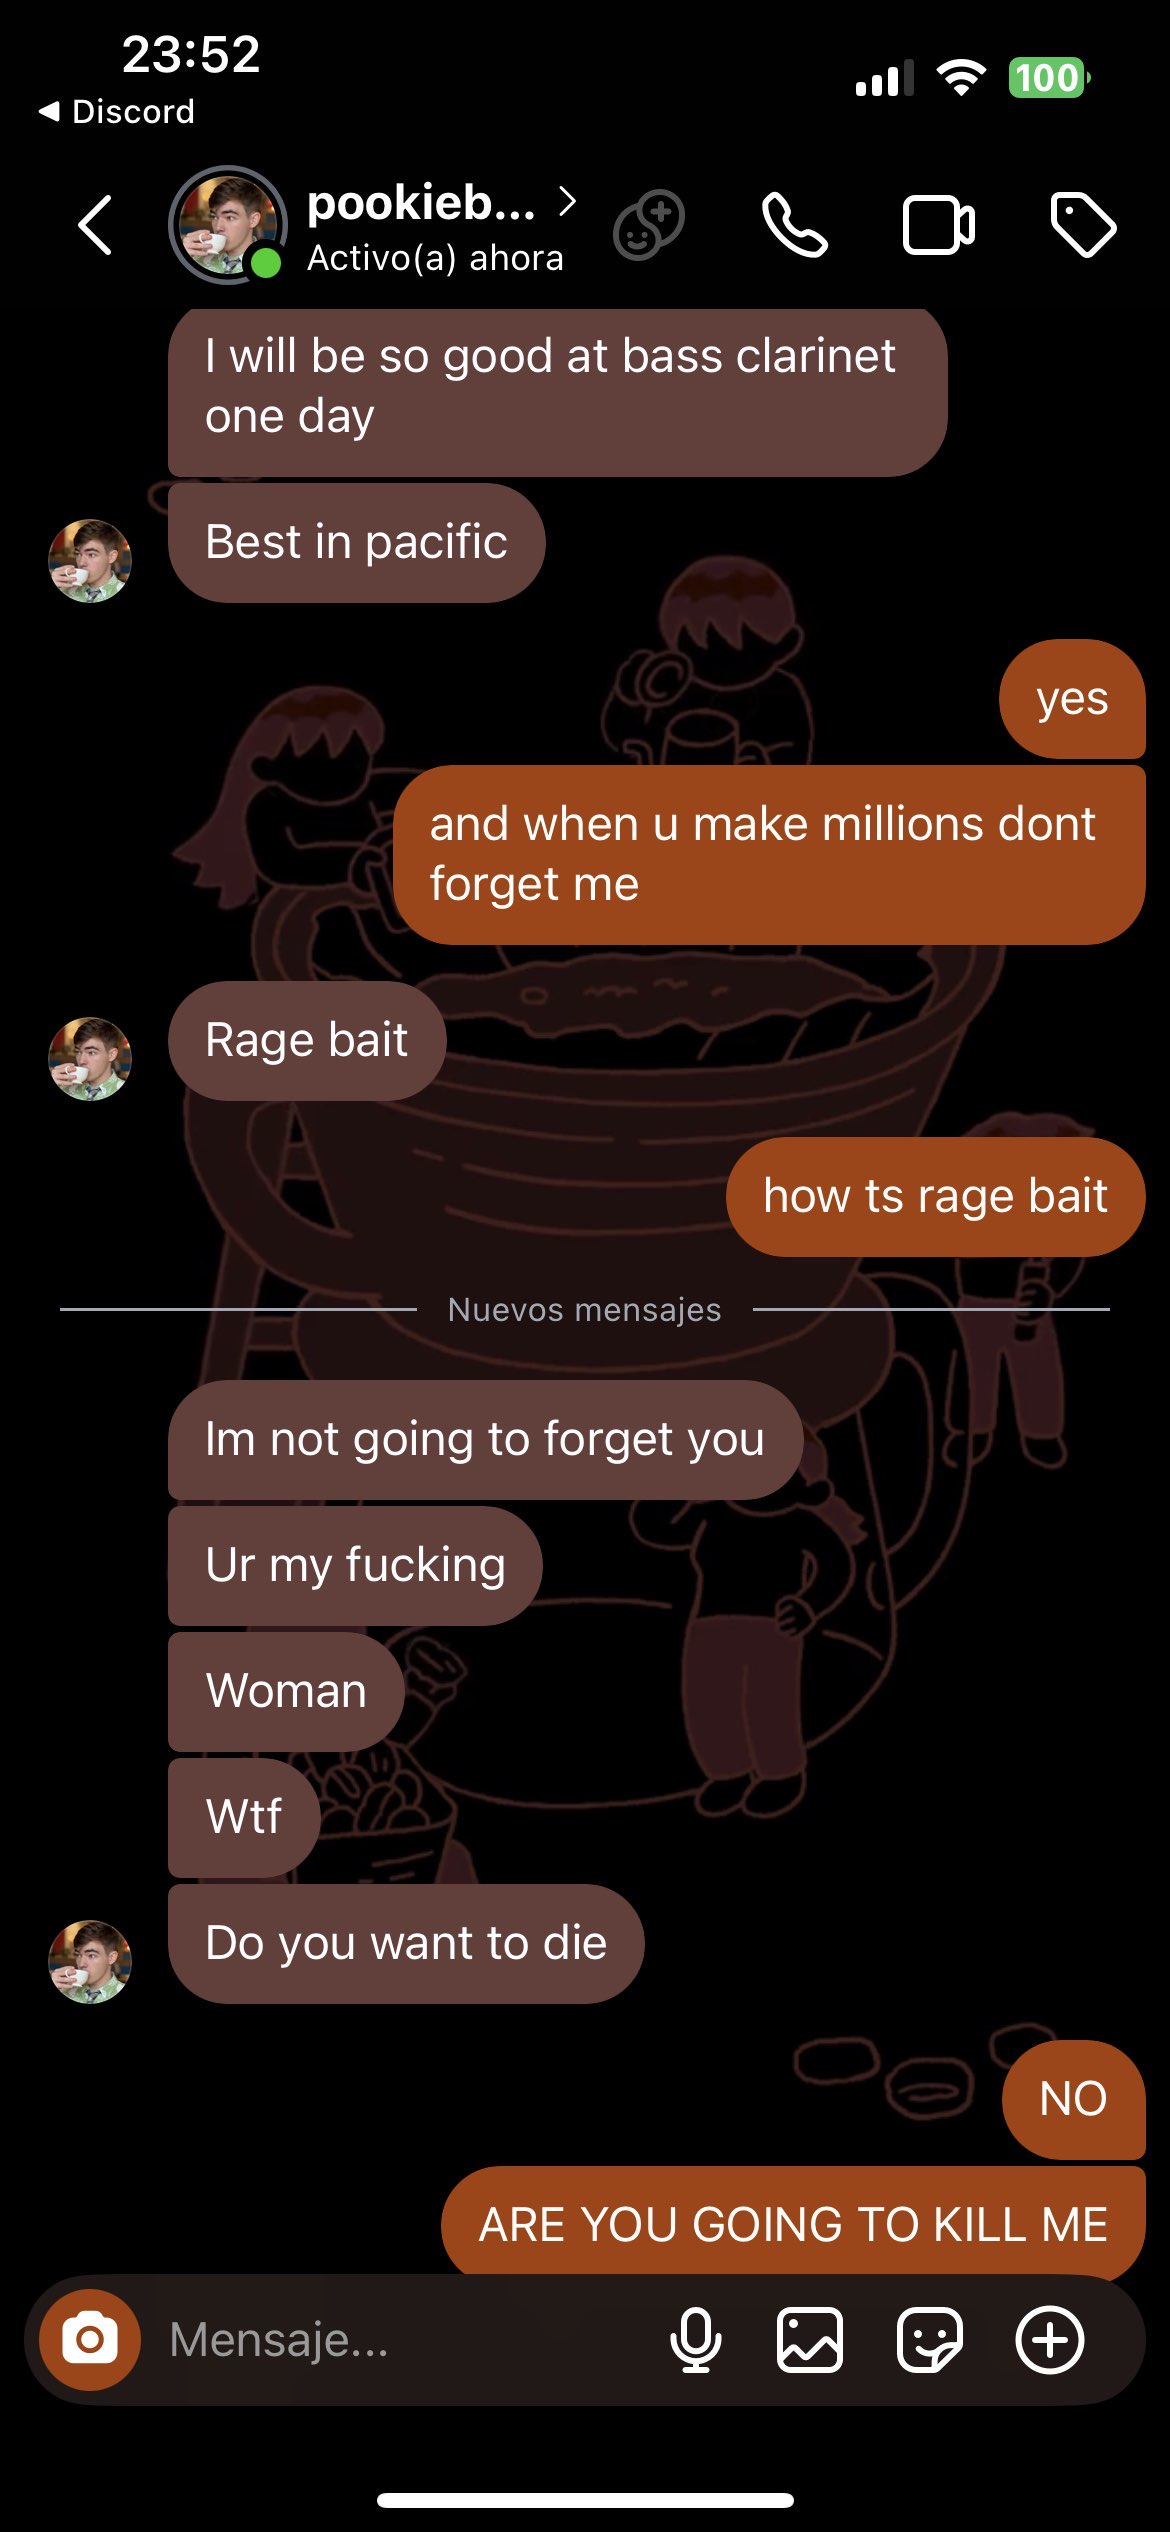 23:52
100
◀ Discord
pookieb...
Activo(a) ahora
I will be so good at bass clarinet
one day
Best in pacific
yes
and when u make millions dont
forget me
Rage bait
how ts rage bait
Nuevos mensajes
Im not going to forget you
Ur my fucking
Woman
Wtf
Do you want to die
NO
ARE YOU GOING TO KILL ME
Mensaje...